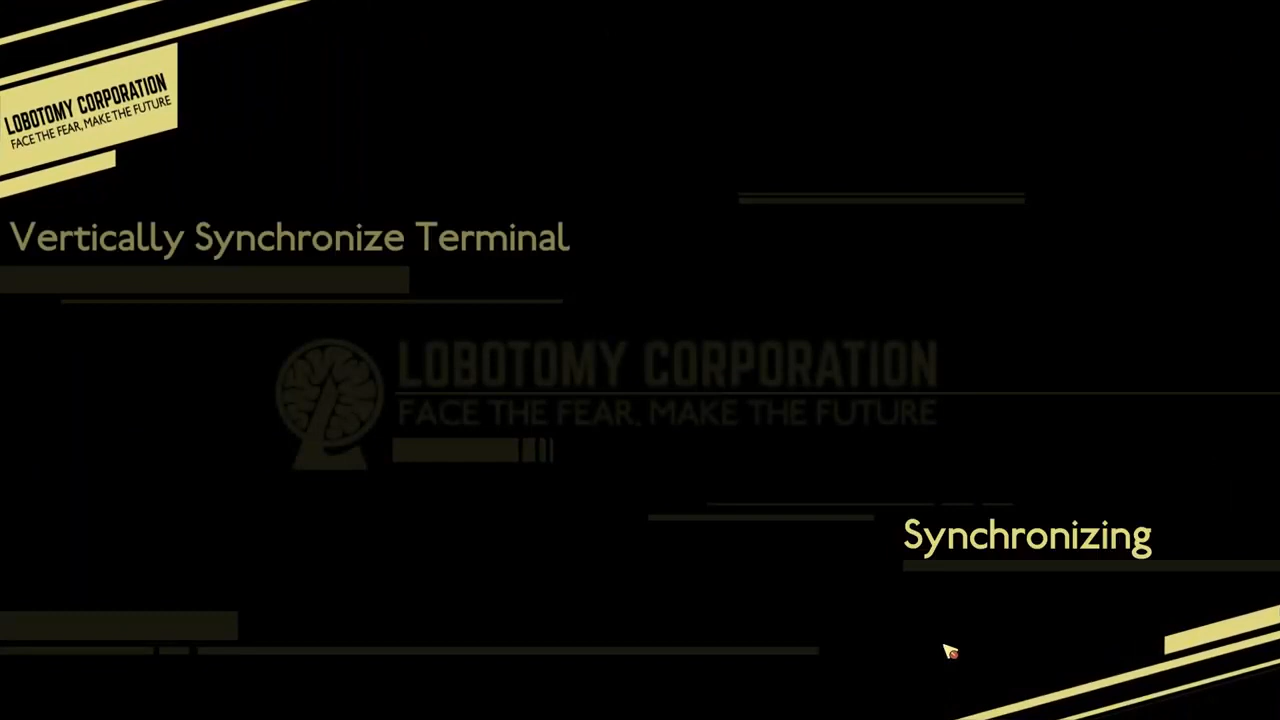 LOBOTOMY CORPORATION
FACE THE FEAR, MAKE THE FUTURE
Vertically Synchronize Terminal
LOBOTOMY CORPORATION
FACE THE FEAR. MAKE THE FUTURE
Synchronizing